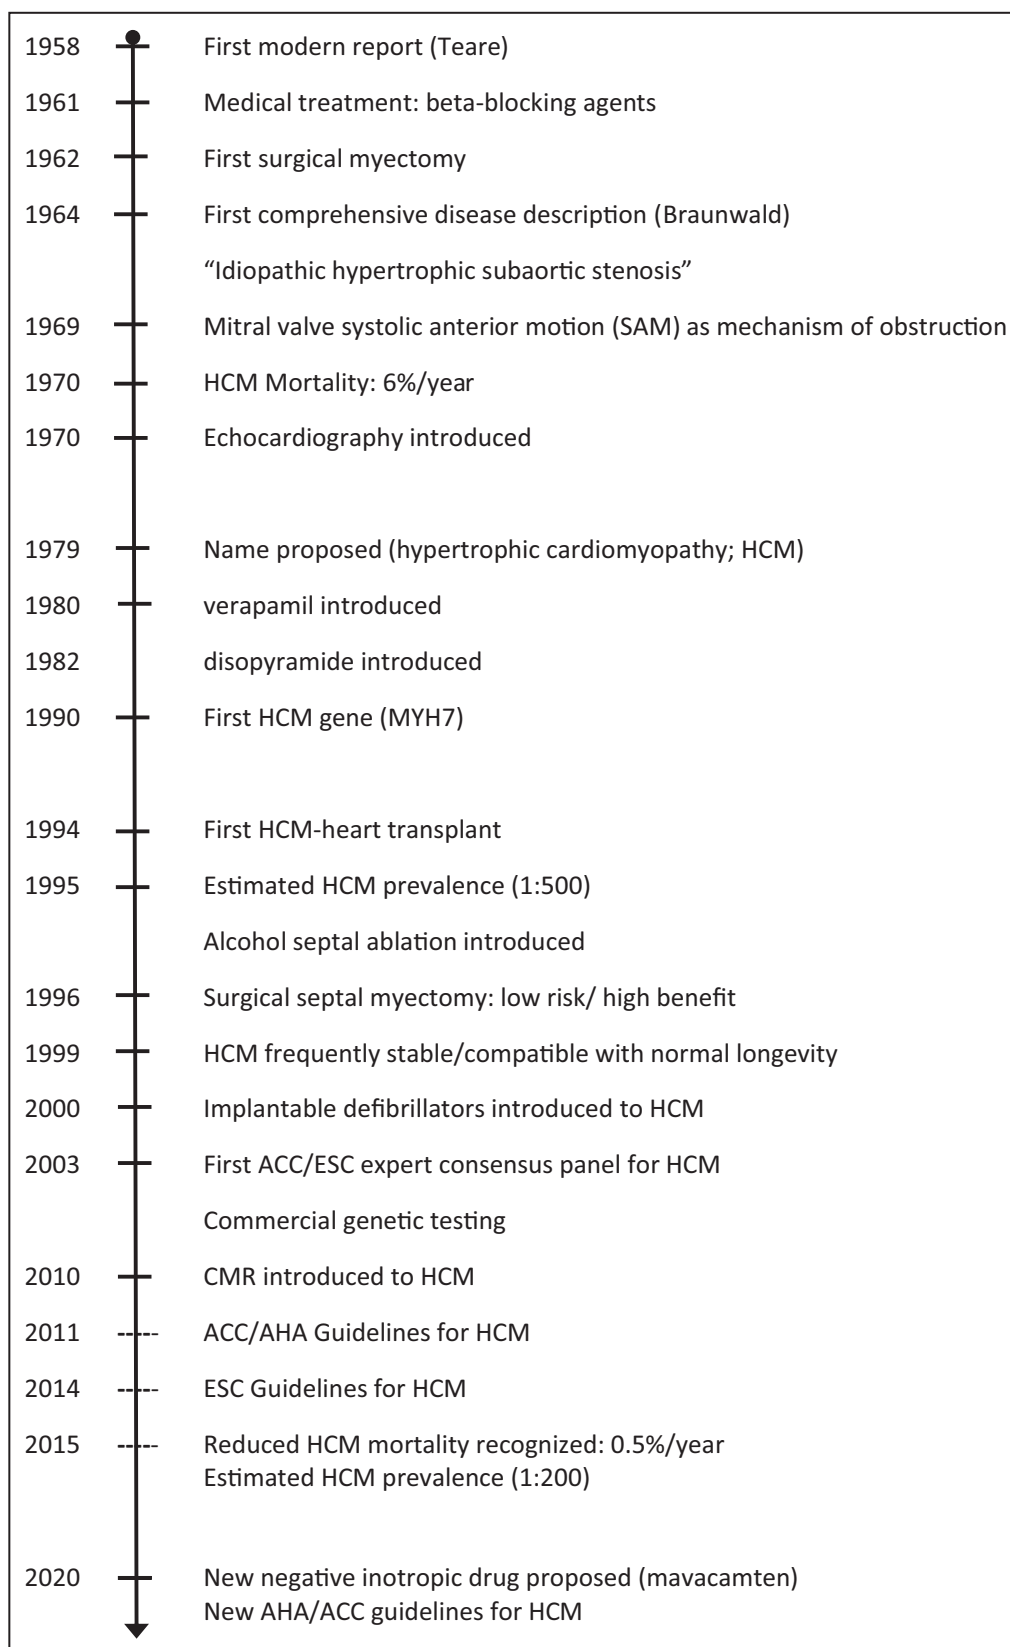 1958 First modern report (Teare)
1961 Medical treatment: beta-blocking agents
1962 First surgical myectomy
1964 First comprehensive disease description (Braunwald)
“Idiopathic hypertrophic subaortic stenosis”
1969 Mitral valve systolic anterior motion (SAM) as mechanism of obstruction
1970 HCM Mortality: 6%/year
1970 Echocardiography introduced
1979 Name proposed (hypertrophic cardiomyopathy; HCM)
1980 verapamil introduced
1982 disopyramide introduced
1990 First HCM gene (MYH7)
1994 First HCM-heart transplant
1995 Estimated HCM prevalence (1:500)
Alcohol septal ablation introduced
1996 Surgical septal myectomy: low risk/ high benefit
1999 HCM frequently stable/compatible with normal longevity
2000 Implantable defibrillators introduced to HCM
2003 First ACC/ESC expert consensus panel for HCM
Commercial genetic testing
2010 CMR introduced to HCM
2011 ACC/AHA Guidelines for HCM
2014 ESC Guidelines for HCM
2015 Reduced HCM mortality recognized: 0.5%/year
Estimated HCM prevalence (1:200)
2020 New negative inotropic drug proposed (mavacamten)
New AHA/ACC guidelines for HCM